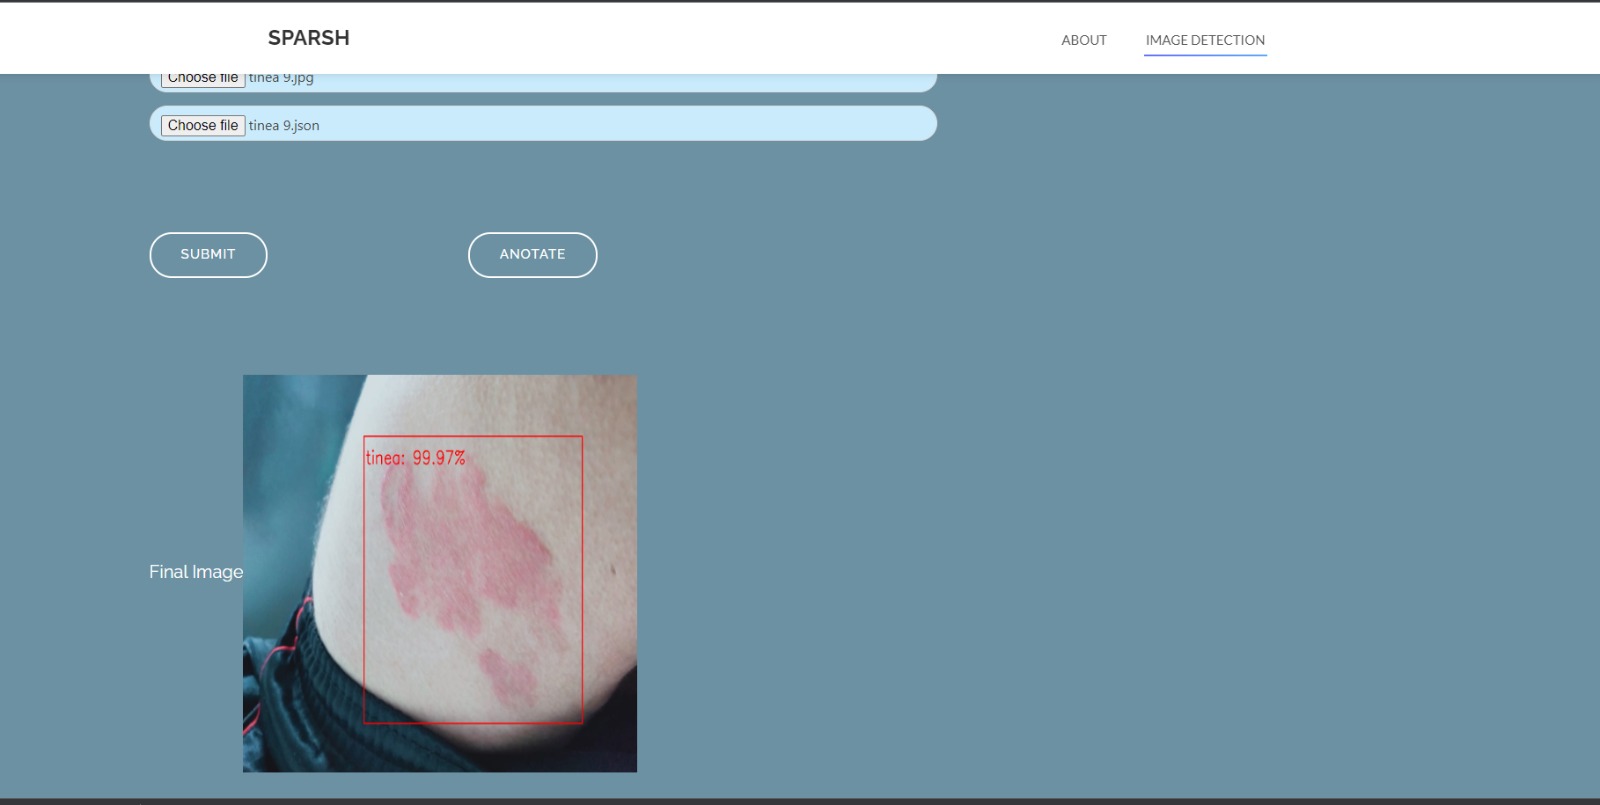 SPARSH
ABOUT
IMAGE DETECTION
Choose file tinea 9.jpg
Choose file tinea 9.json
SUBMIT
ANOTATE
tinea: 99.97%
Final Image